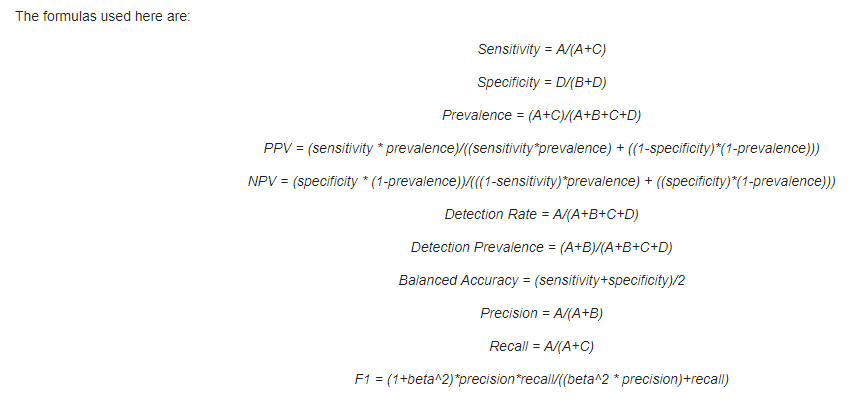 The formulas used here are:
Sensitivity = A/(A+C)
Specificity = D/(B+D)
Prevalence = (A+C)/(A+B+C+D)
PPV = (sensitivity * prevalence)/((sensitivity*prevalence) + ((1-specificity)*(1-prevalence)))
NPV = (specificity * (1-prevalence))/(((1-sensitivity)*prevalence) + ((specificity)*(1-prevalence)))
Detection Rate = A/(A+B+C+D)
Detection Prevalence = (A+B)/(A+B+C+D)
Balanced Accuracy = (sensitivity+specificity)/2
Precision = A/(A+B)
Recall = A/(A+C)
F1 = (1+beta^2)*precision*recall/((beta^2 * precision)+recall)